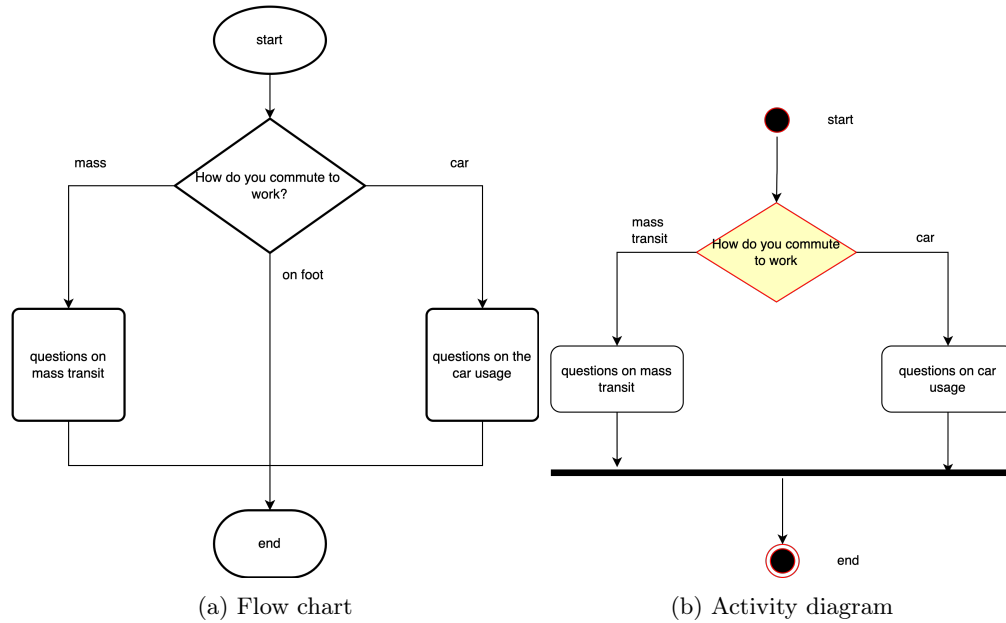 start
mass
car
How do you commute to
work?
on foot
questions on
mass transit
questions on the
car usage
end
(a) Flow chart
start
mass
transit
car
How do you commute
to work
questions on mass
transit
questions on car
usage
end
(b) Activity diagram